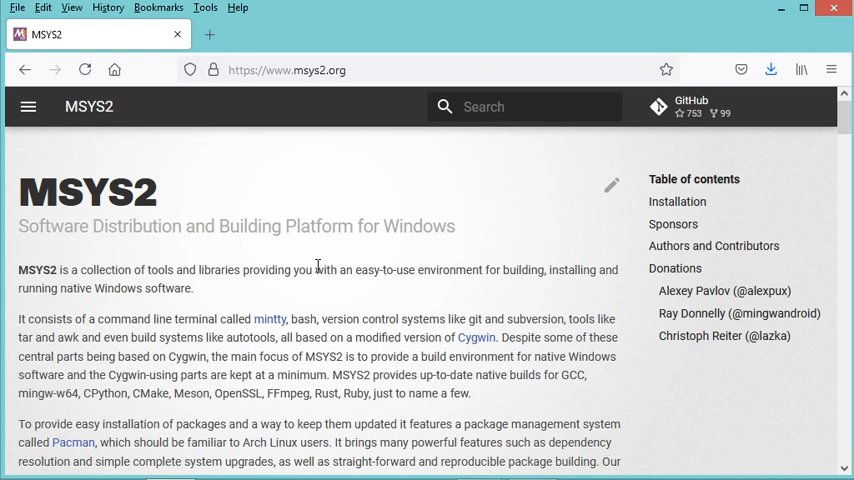 File Edit View History Bookmarks Tools Help
MSYS2
https://www.msys2.org
MSYS2
Search
GitHub
753 99
MSYS2
Software Distribution and Building Platform for Windows
MSYS2 is a collection of tools and libraries providing you with an easy-to-use environment for building, installing and
running native Windows software.
It consists of a command line terminal called mintty, bash, version control systems like git and subversion, tools like
tar and awk and even build systems like autotools, all based on a modified version of Cygwin. Despite some of these
central parts being based on Cygwin, the main focus of MSYS2 is to provide a build environment for native Windows
software and the Cygwin-using parts are kept at a minimum. MSYS2 provides up-to-date native builds for GCC,
mingw-w64, CPython, CMake, Meson, OpenSSL, FFmpeg, Rust, Ruby, just to name a few.
To provide easy installation of packages and a way to keep them updated it features a package management system
called Pacman, which should be familiar to Arch Linux users. It brings many powerful features such as dependency
resolution and simple complete system upgrades, as well as straight-forward and reproducible package building. Our
Table of contents
Installation
Sponsors
Authors and Contributors
Donations
Alexey Pavlov (@alexpux)
Ray Donnelly (@mingwandroid)
Christoph Reiter (@lazka)